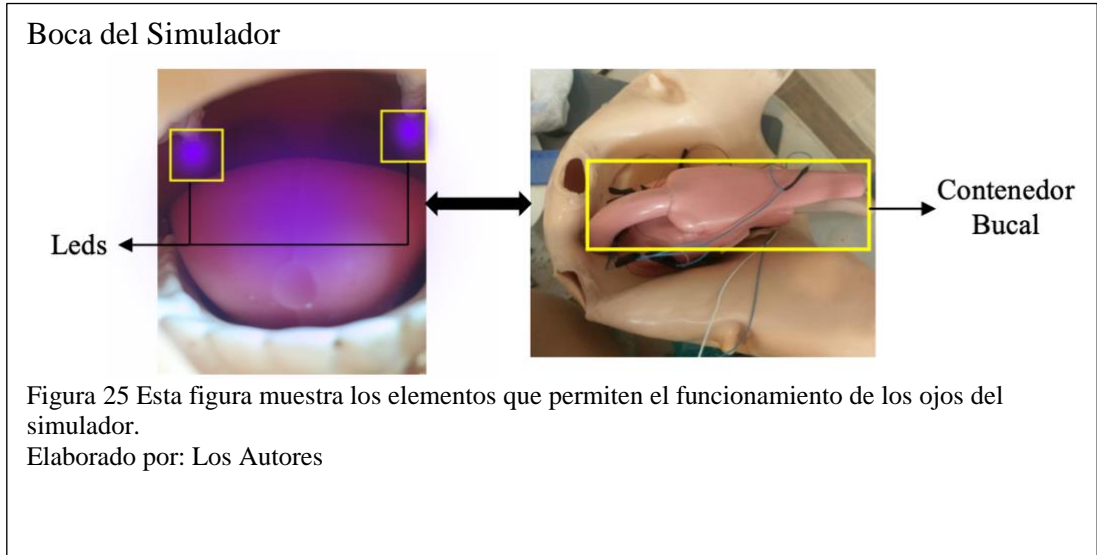 Boca del Simulador
Leds
Contenedor
Bucal
Figura 25 Esta figura muestra los elementos que permiten el funcionamiento de los ojos del
simulador.
Elaborado por: Los Autores